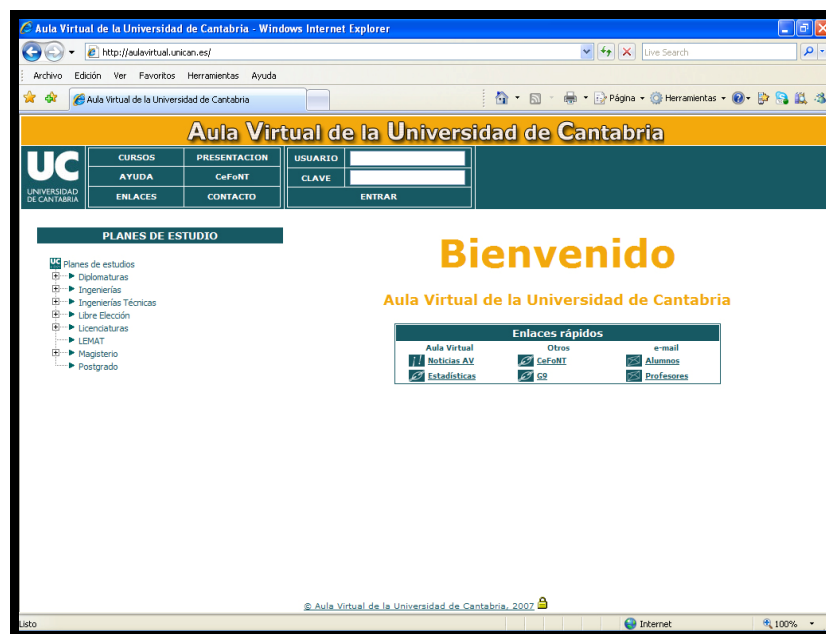 Aula Virtual de la Universidad de Cantabria - Windows Internet Explorer
http://aulavirtual.unican.es/
Live Search
Archivo Edición Ver Favoritos Herramientas Ayuda
Aula Virtual de la Universidad de Cantabria
Página Herramientas
Aula Virtual de la Universidad de Cantabria
UC
UNIVERSIDAD
DE CANTABRIA
CURSOS PRESENTACION
AYUDA CeFoNT
ENLACES CONTACTO
USUARIO
CLAVE
ENTRAR
PLANES DE ESTUDIO
UC Planes de estudios
Diplomaturas
Ingenierías
Ingenierías Técnicas
Libre Elección
Licenciaturas
LEMAT
Magisterio
Postgrado
Bienvenido
Aula Virtual de la Universidad de Cantabria
Enlaces rápidos
Aula Virtual Otros e-mail
Noticias AV CeFoNT Alumnos
Estadísticas G9 Profesores
© Aula Virtual de la Universidad de Cantabria, 2007
Listo Internet 100%